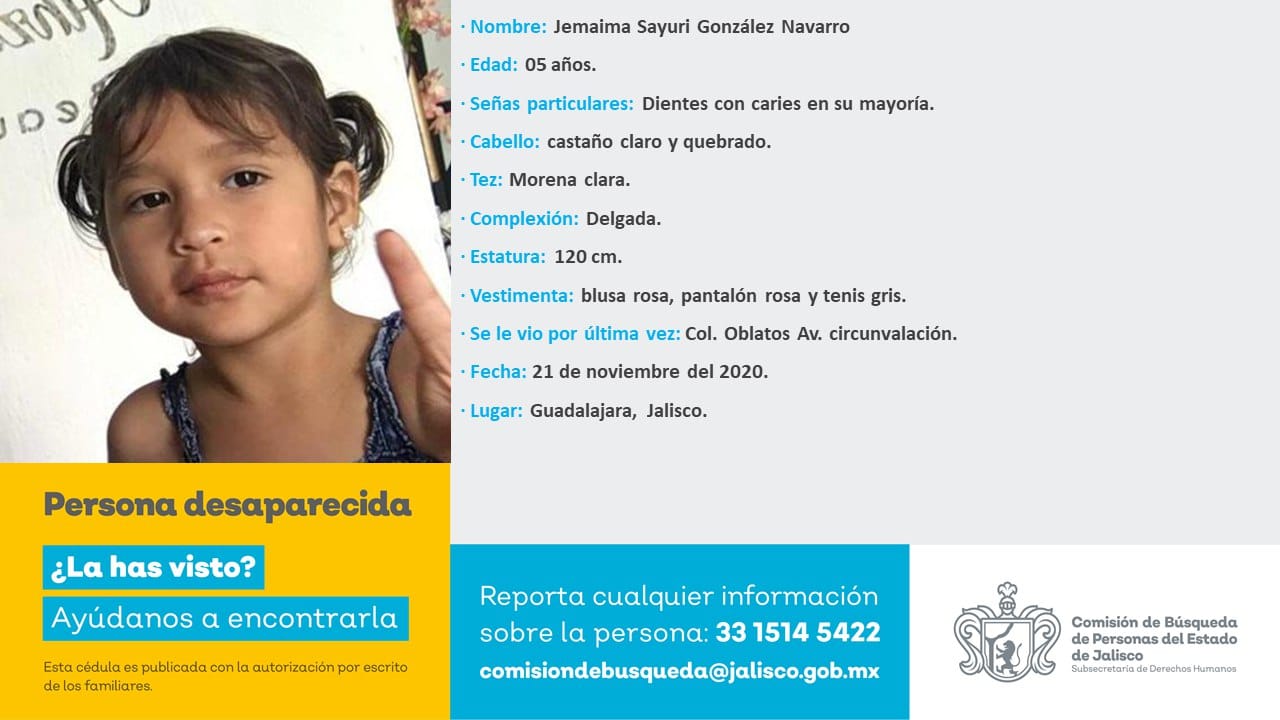 · Nombre: Jemaima Sayuri González Navarro
· Edad: 05 años.
· Señas particulares: Dientes con caries en su mayoría.
· Cabello: castaño claro y quebrado.
· Tez: Morena clara.
· Complexión: Delgada.
· Estatura: 120 cm.
· Vestimenta: blusa rosa, pantalón rosa y tenis gris.
· Se le vio por última vez: Col. Oblatos Av. circunvalación.
· Fecha: 21 de noviembre del 2020.
· Lugar: Guadalajara, Jalisco.
Persona desaparecida
¿La has visto?
Ayúdanos a encontrarla
Esta cédula es publicada con la autorización por escrito
de los familiares.
Reporta cualquier información
sobre la persona: 33 1514 5422
comisiondebusqueda@jalisco.gob.mx
Comisión de Búsqueda
de Personas del Estado
de Jalisco
Subsecretaría de Derechos Humanos